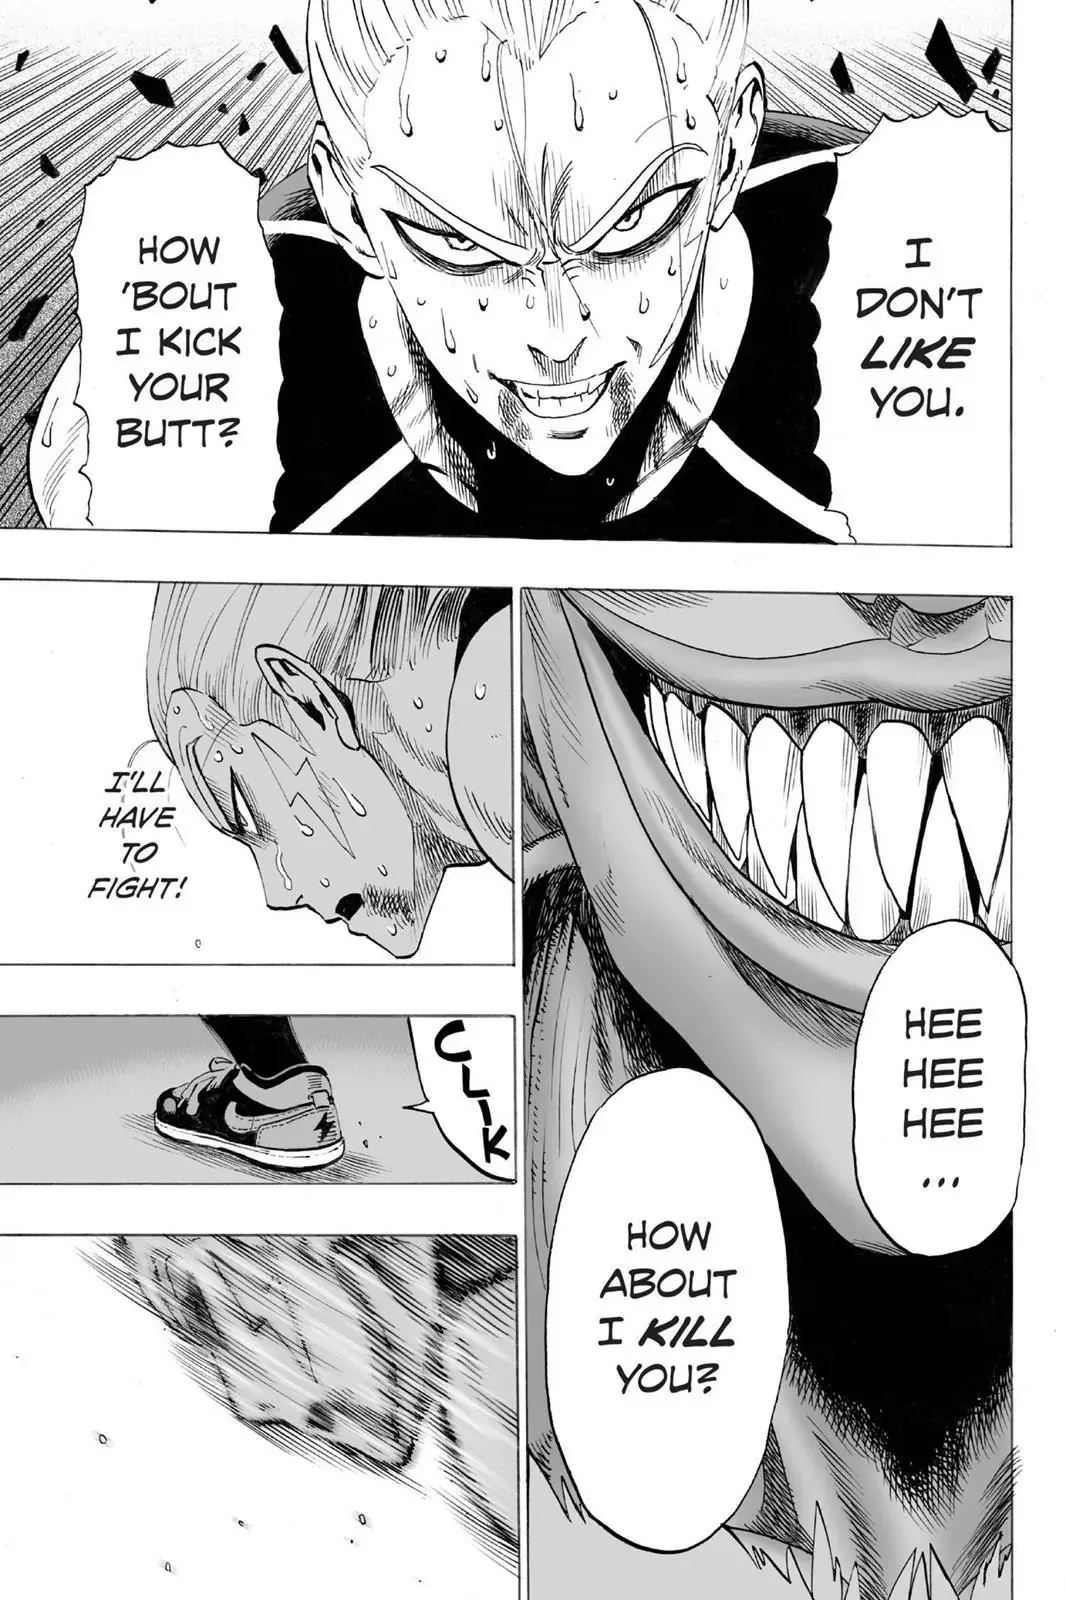 I
DON'T
LIKE
YOU.
HOW
'BOUT
I KICK
YOUR
BUTT?
HEE
HEE
HEE
...
HOW
ABOUT
I KILL
YOU?
I'LL
HAVE
TO
FIGHT!
CLIK